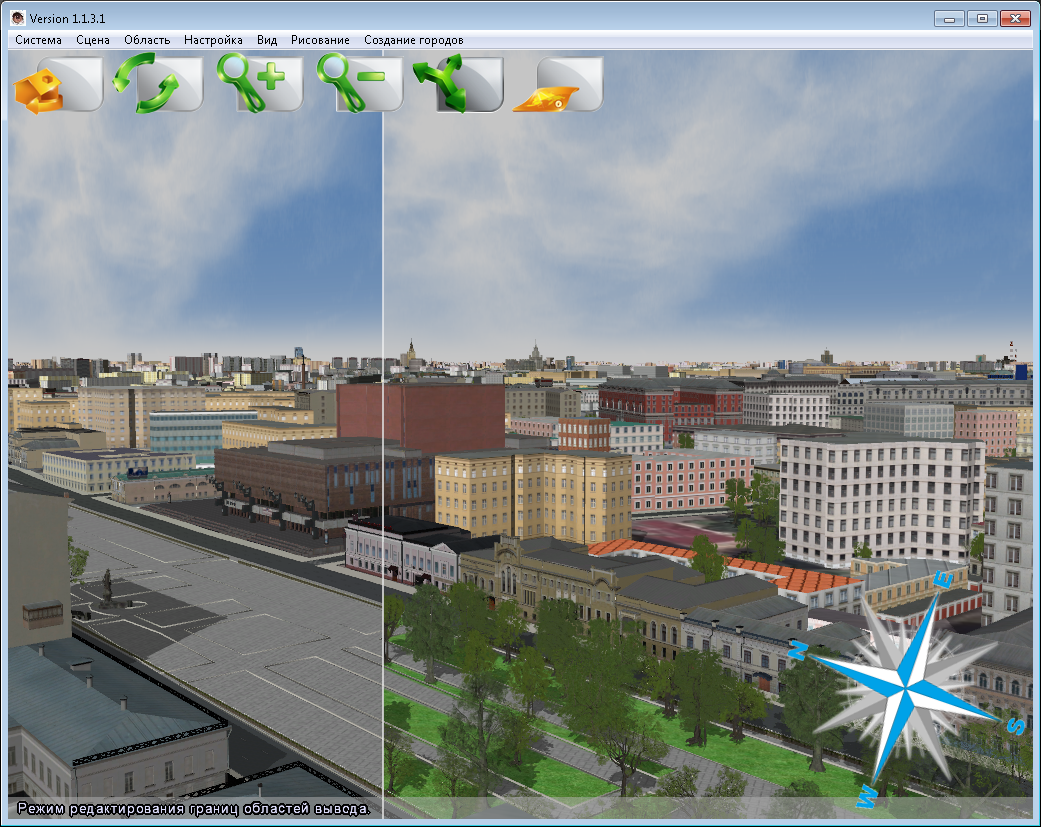 Version 1.1.3.1
Система Сцена Область Настройка Вид Рисование Создание городов
E
N
S
W
Режим редактирования границ областей вывода.